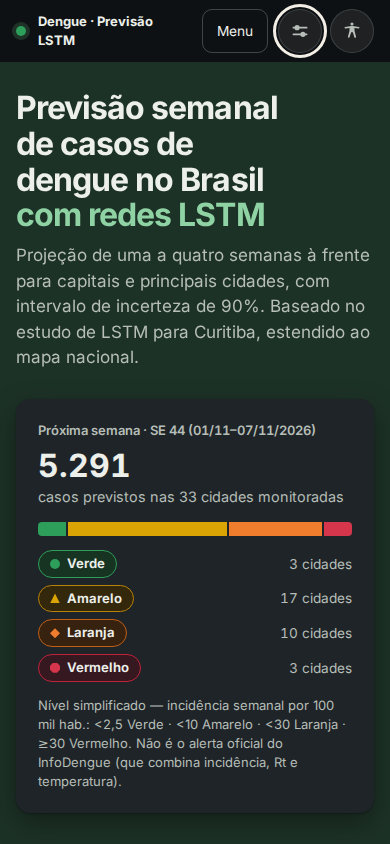 Dengue · Previsão
LSTM
Menu
Previsão semanal
de casos de
dengue no Brasil
com redes LSTM
Projeção de uma a quatro semanas à frente
para capitais e principais cidades, com
intervalo de incerteza de 90%. Baseado no
estudo de LSTM para Curitiba, estendido ao
mapa nacional.
Próxima semana · SE 44 (01/11–07/11/2026)
5.291
casos previstos nas 33 cidades monitoradas
Verde 3 cidades
Amarelo 17 cidades
Laranja 10 cidades
Vermelho 3 cidades
Nível simplificado — incidência semanal por 100
mil hab.: <2,5 Verde · <10 Amarelo · <30 Laranja ·
≥30 Vermelho. Não é o alerta oficial do
InfoDengue (que combina incidência, Rt e
temperatura).